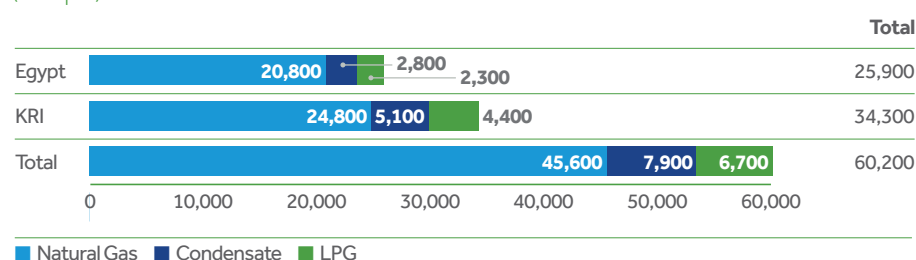 Total
Egypt 20,800 2,800 2,300 25,900
KRI 24,800 5,100 4,400 34,300
Total 45,600 7,900 6,700 60,200
0 10,000 20,000 30,000 40,000 50,000 60,000
Natural Gas Condensate LPG